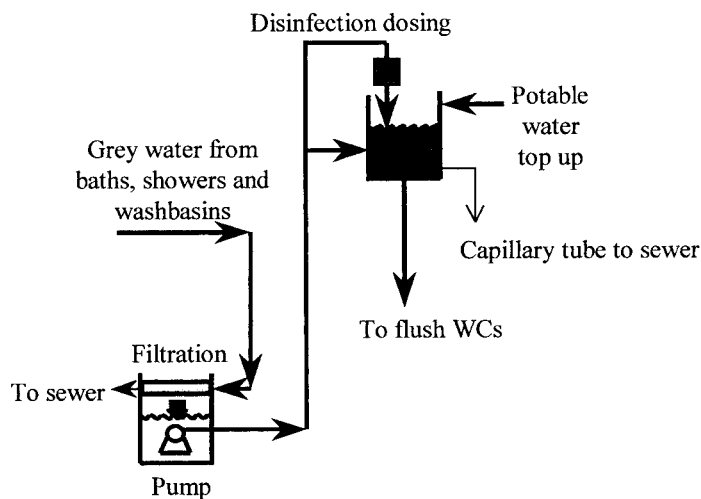 Disinfection dosing
Potable
water
top up
Grey water from
baths, showers and
washbasins
Capillary tube to sewer
To flush WCs
Filtration
To sewer
Pump